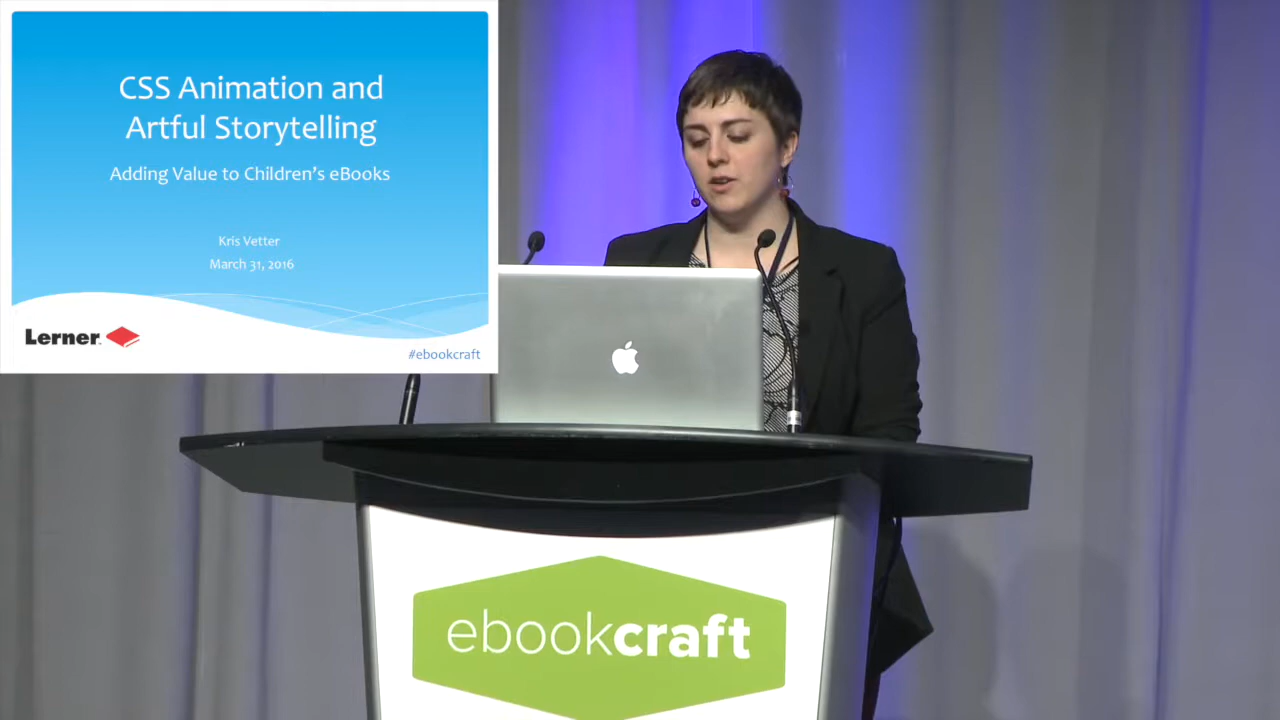 CSS Animation and
Artful Storytelling
Adding Value to Children's eBooks
Kris Vetter
March 31, 2016
Lerner
#ebookcraft
ebookcraft